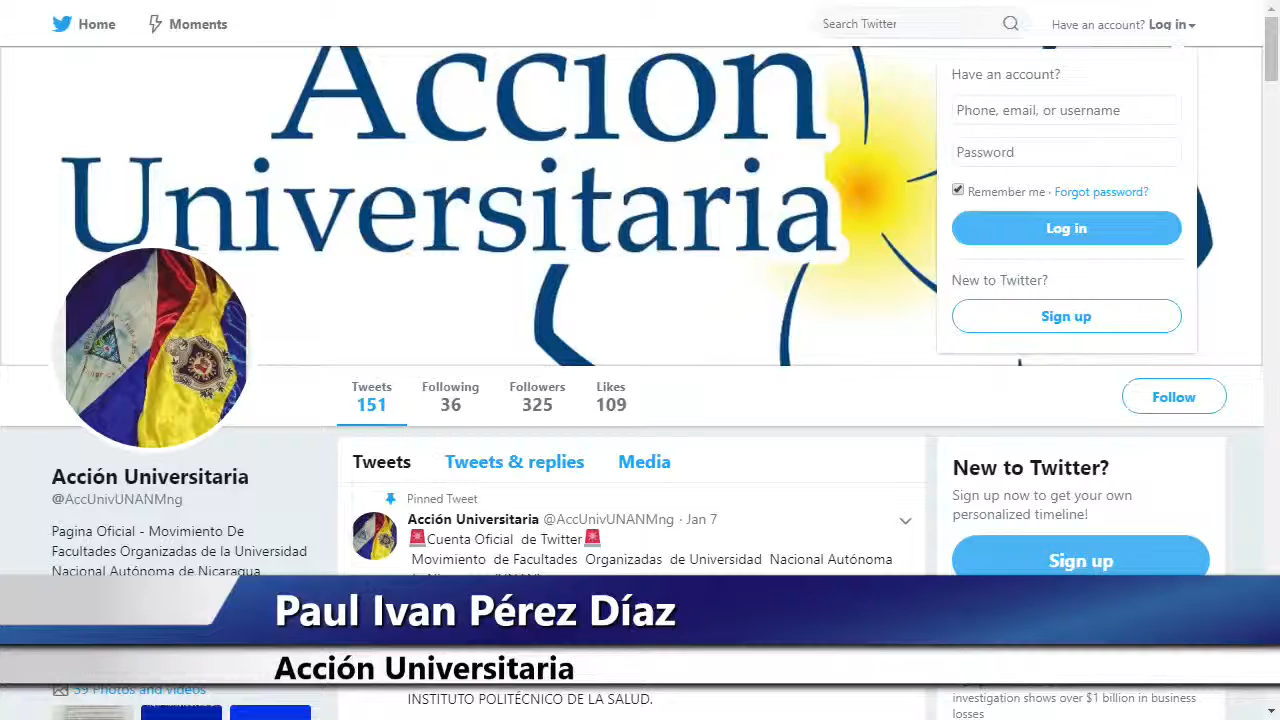 Home
Moments
Search Twitter
Have an account? Log in
Acción
Universitaria
Have an account?
Phone, email, or username
Password
Remember me · Forgot password?
Log in
New to Twitter?
Sign up
Tweets
151
Following
36
Followers
325
Likes
109
Follow
Acción Universitaria
@AccUnivUNANMng
Pagina Oficial - Movimiento De
Facultades Organizadas de la Universidad
Nacional Autónoma de Nicaragua
Tweets
Tweets & replies
Media
Pinned Tweet
Acción Universitaria @AccUnivUNANMng · Jan 7
🚨Cuenta Oficial de Twitter🚨
Movimiento de Facultades Organizadas de Universidad Nacional Autónoma
New to Twitter?
Sign up now to get your own
personalized timeline!
Sign up
Paul Ivan Pérez Díaz
Acción Universitaria
59 Photos and videos
INSTITUTO POLITÉCNICO DE LA SALUD.
investigation shows over $1 billion in business
losses